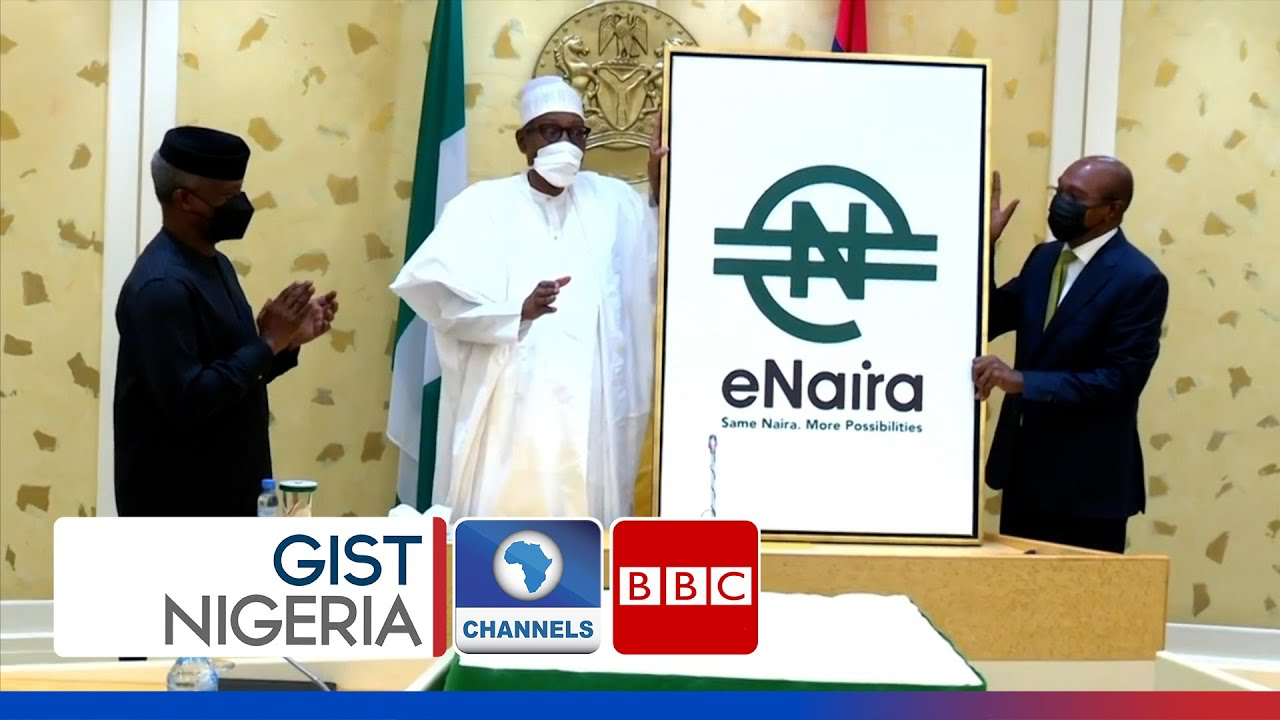 eNaira
Same Naira. More Possibilities
GIST
NIGERIA
CHANNELS
BBC